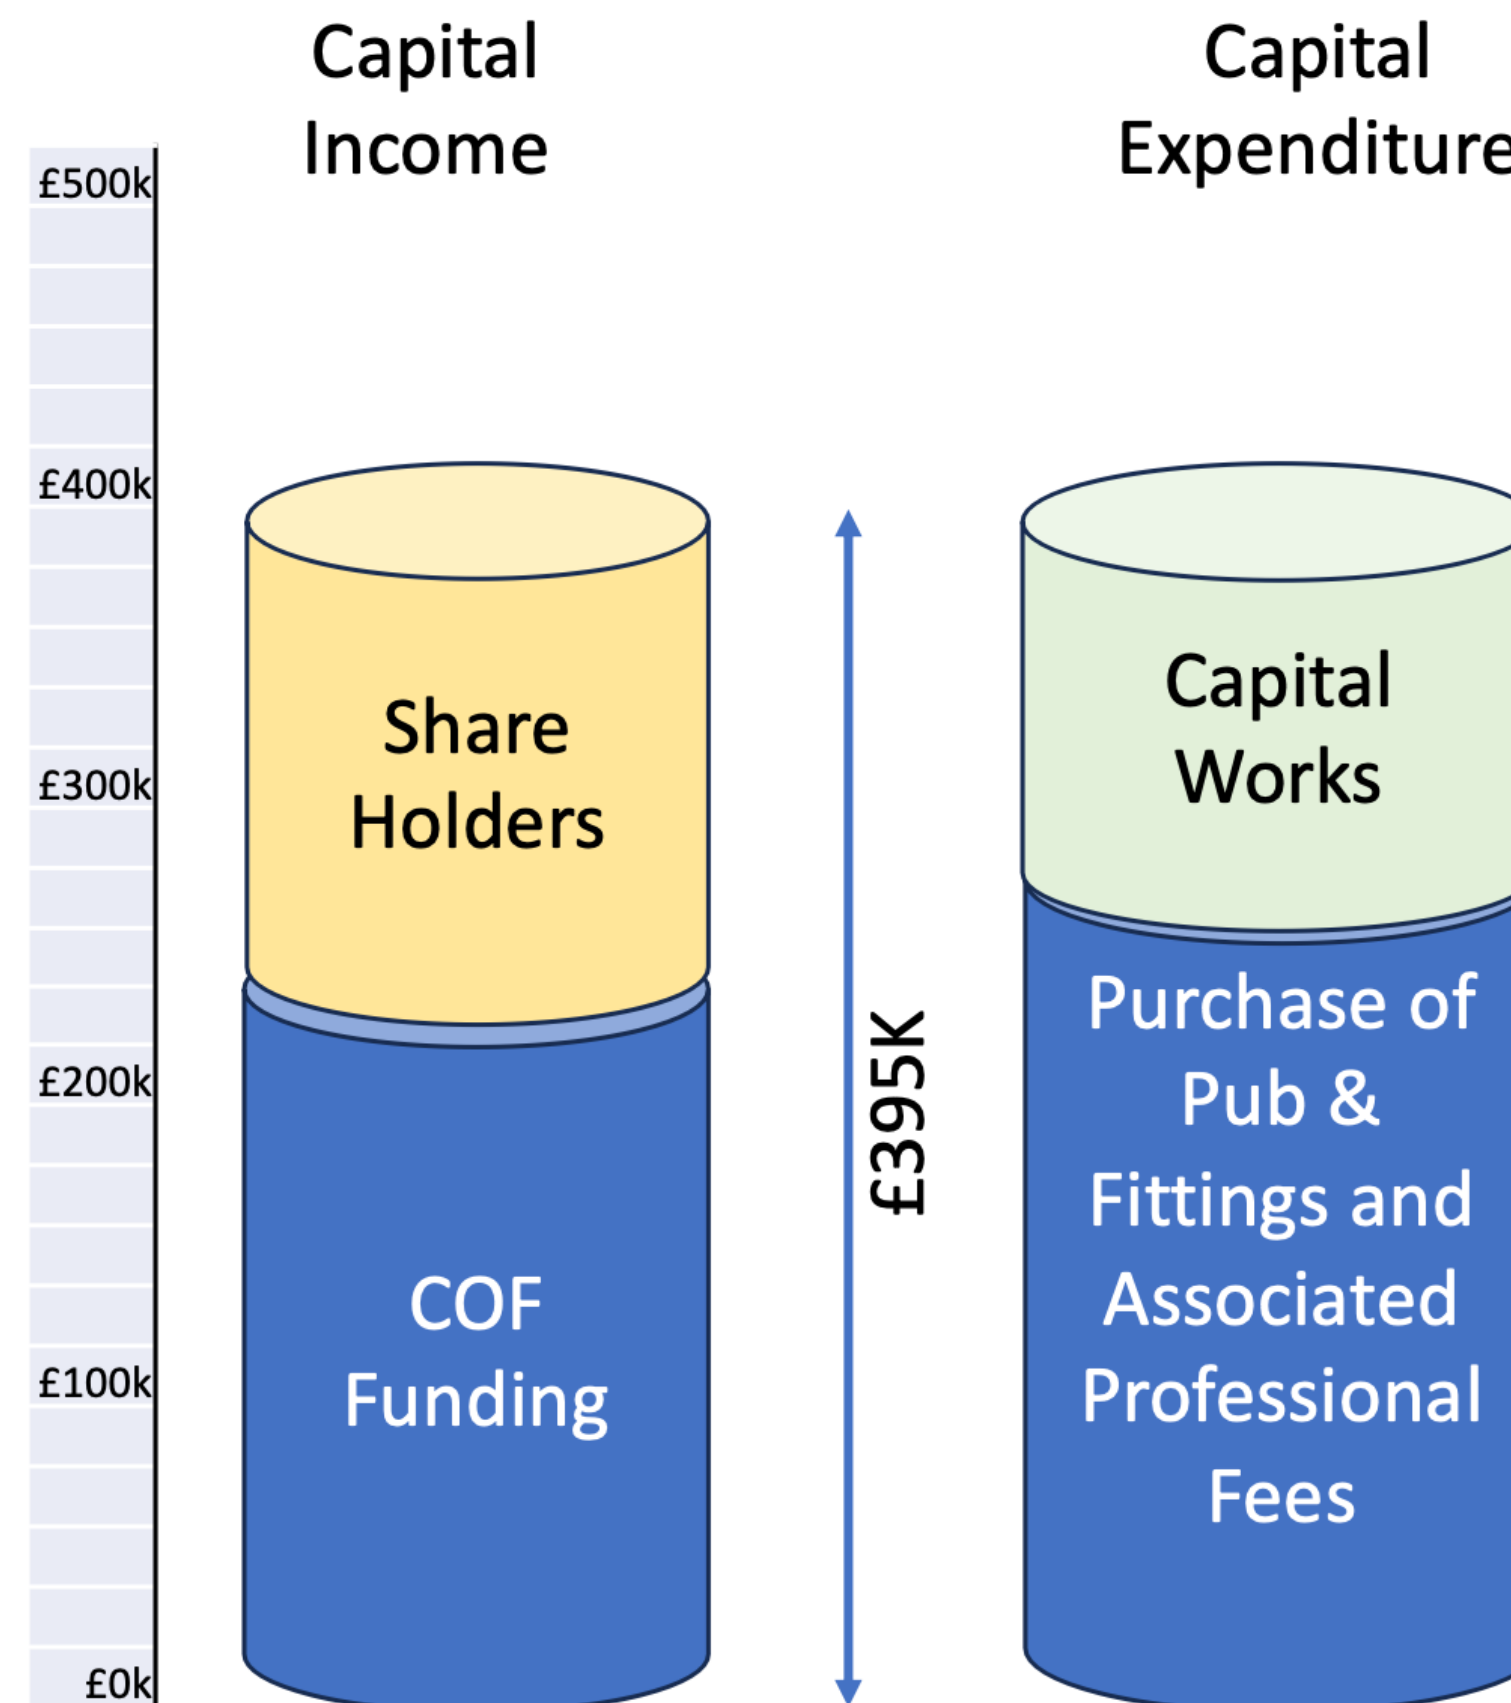 Capital
Income
Capital
Expenditure
£500k
£400k
£300k
£200k
£100k
£0k
Share
Holders
COF
Funding
£395K
Capital
Works
Purchase of
Pub &
Fittings and
Associated
Professional
Fees